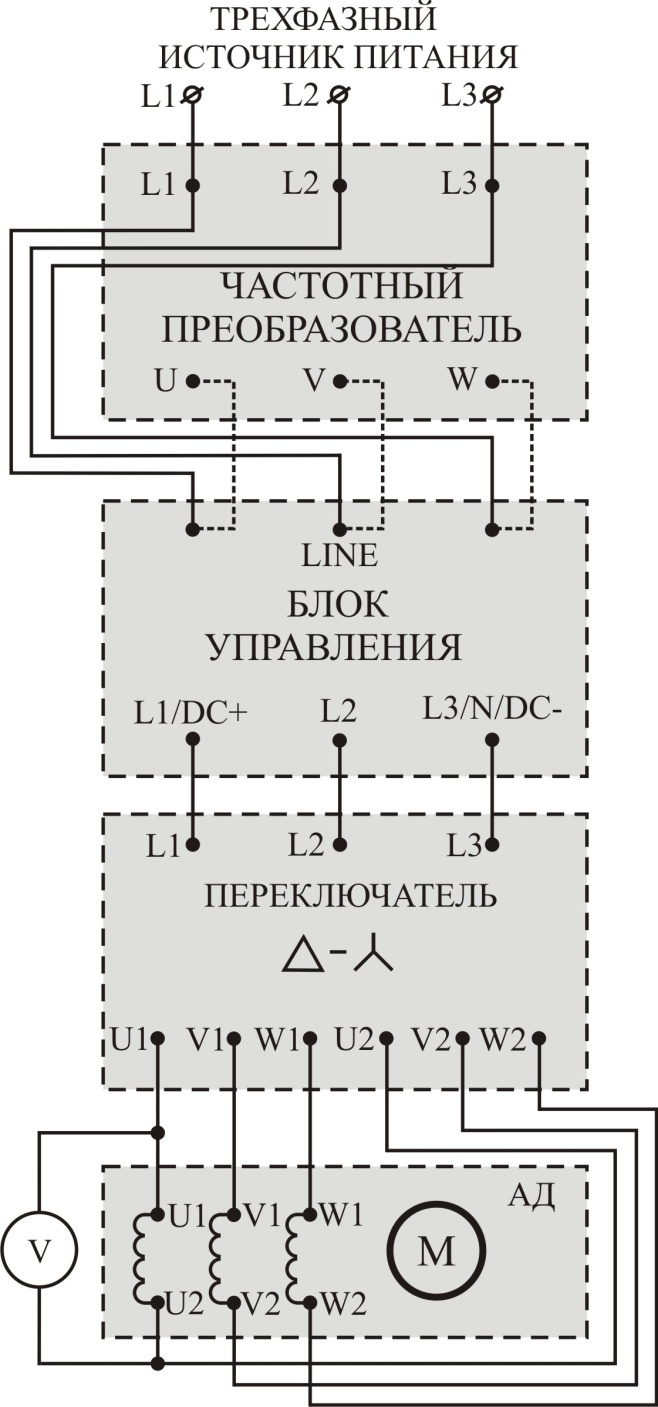 ТРЕХФАЗНЫЙ
ИСТОЧНИК ПИТАНИЯ
L1 L2 L3
L1 L2 L3
ЧАСТОТНЫЙ
ПРЕОБРАЗОВАТЕЛЬ
U V W
LINE
БЛОК
УПРАВЛЕНИЯ
L1/DC+ L2 L3/N/DC-
L1 L2 L3
ПЕРЕКЛЮЧАТЕЛЬ
U1 V1 W1 U2 V2 W2
АД
U1 V1 W1
V M
U2 V2 W2